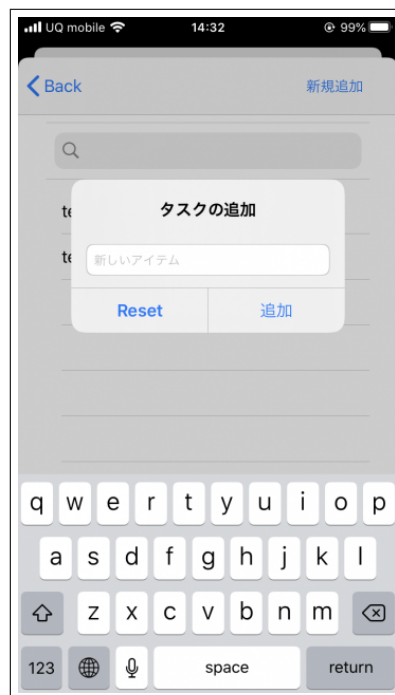 UQ mobile 14:32 99%
Back 新規追加
タスクの追加
te
新しいアイテム
te
Reset 追加
q w e r t y u i o p
a s d f g h j k l
z x c v b n m
123 space return